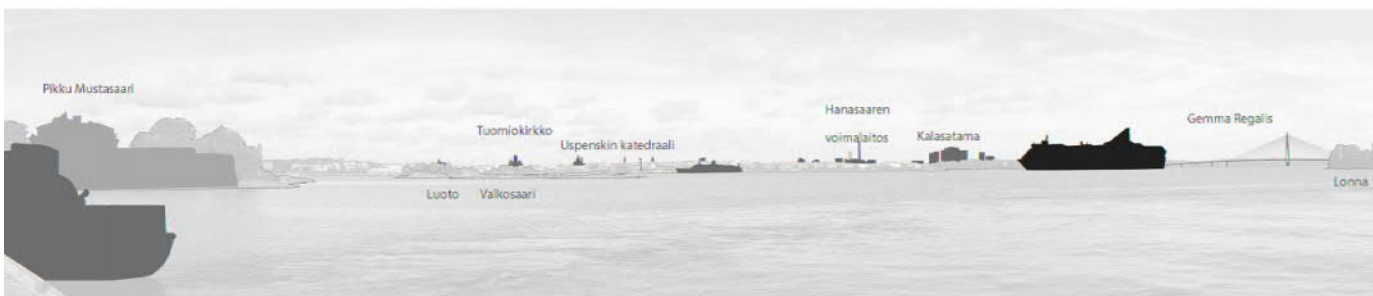 Pikku Mustasaari
Tuomiokirkko
Uspenskin katedraali
Luoto
Valkosaari
Hanasaaren
voimalaitos
Kalasatama
Gemma Regalis
Lonna